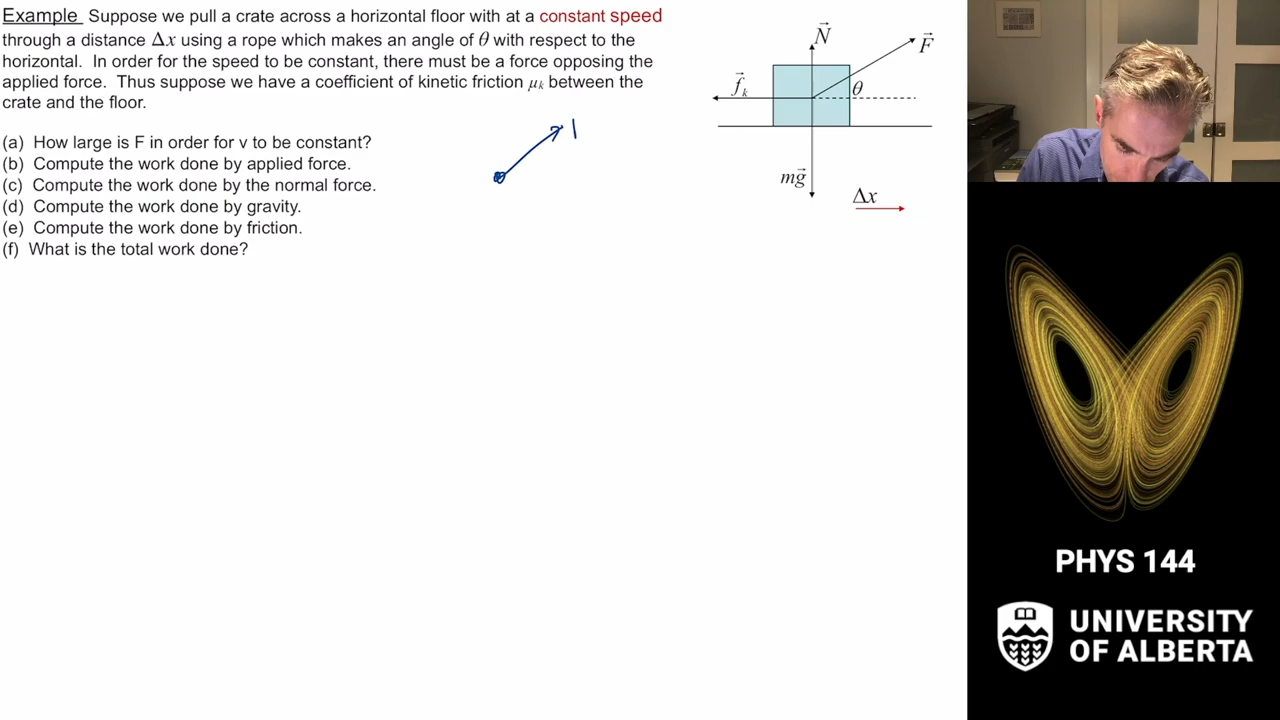 Example Suppose we pull a crate across a horizontal floor with at a constant speed
through a distance Δx using a rope which makes an angle of θ with respect to the
horizontal. In order for the speed to be constant, there must be a force opposing the
applied force. Thus suppose we have a coefficient of kinetic friction μₖ between the
crate and the floor.
(a) How large is F in order for v to be constant?
(b) Compute the work done by applied force.
(c) Compute the work done by the normal force.
(d) Compute the work done by gravity.
(e) Compute the work done by friction.
(f) What is the total work done?
N⃗
F⃗
f⃗ₖ
θ
mg⃗
Δx
PHYS 144
UNIVERSITY
OF ALBERTA